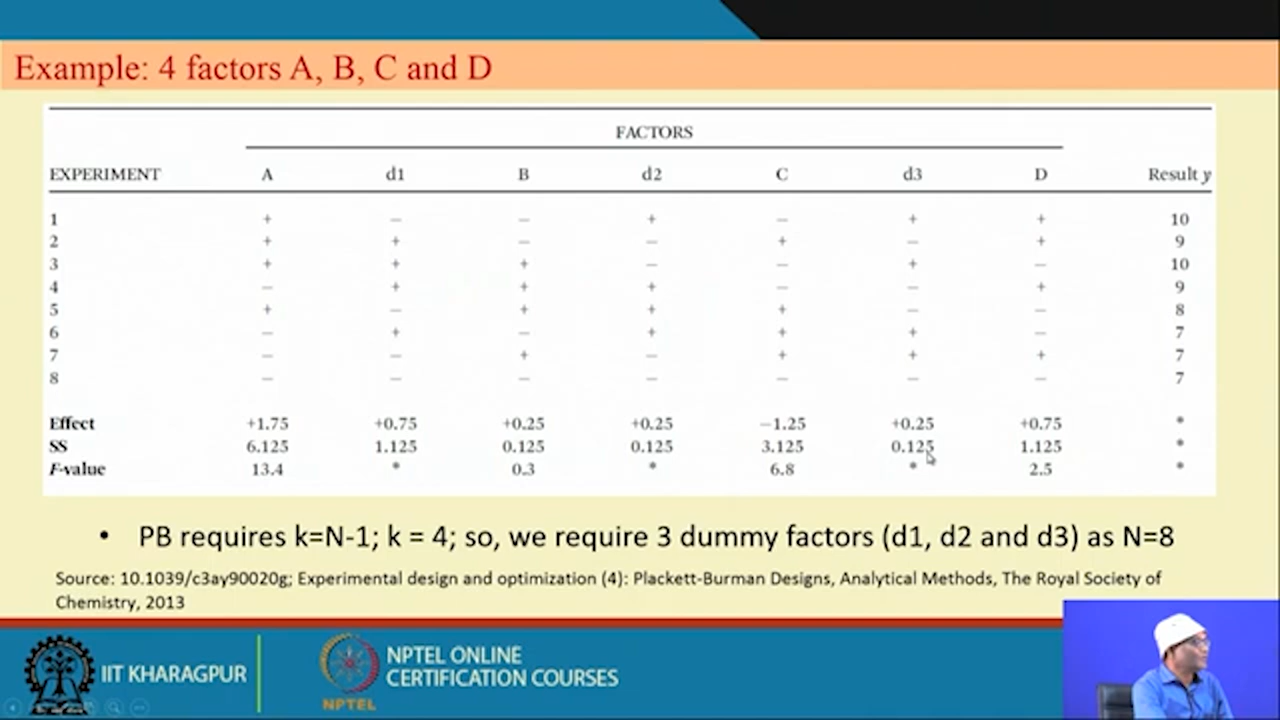 Example: 4 factors A, B, C and D
FACTORS
EXPERIMENT A d1 B d2 C d3 D Result y
1 + − − + − + + 10
2 + + − − + − + 9
3 + + + − − + − 10
4 − + + + − − + 9
5 + − + + + − − 8
6 − + − + + + − 7
7 − − + − + + + 7
8 − − − − − − − 7
Effect +1.75 +0.75 +0.25 +0.25 −1.25 +0.25 +0.75 *
SS 6.125 1.125 0.125 0.125 3.125 0.125 1.125 *
F-value 13.4 * 0.3 * 6.8 * 2.5 *
• PB requires k=N-1; k = 4; so, we require 3 dummy factors (d1, d2 and d3) as N=8
Source: 10.1039/c3ay90020g; Experimental design and optimization (4): Plackett-Burman Designs, Analytical Methods, The Royal Society of
Chemistry, 2013
IIT KHARAGPUR
NPTEL
NPTEL ONLINE
CERTIFICATION COURSES